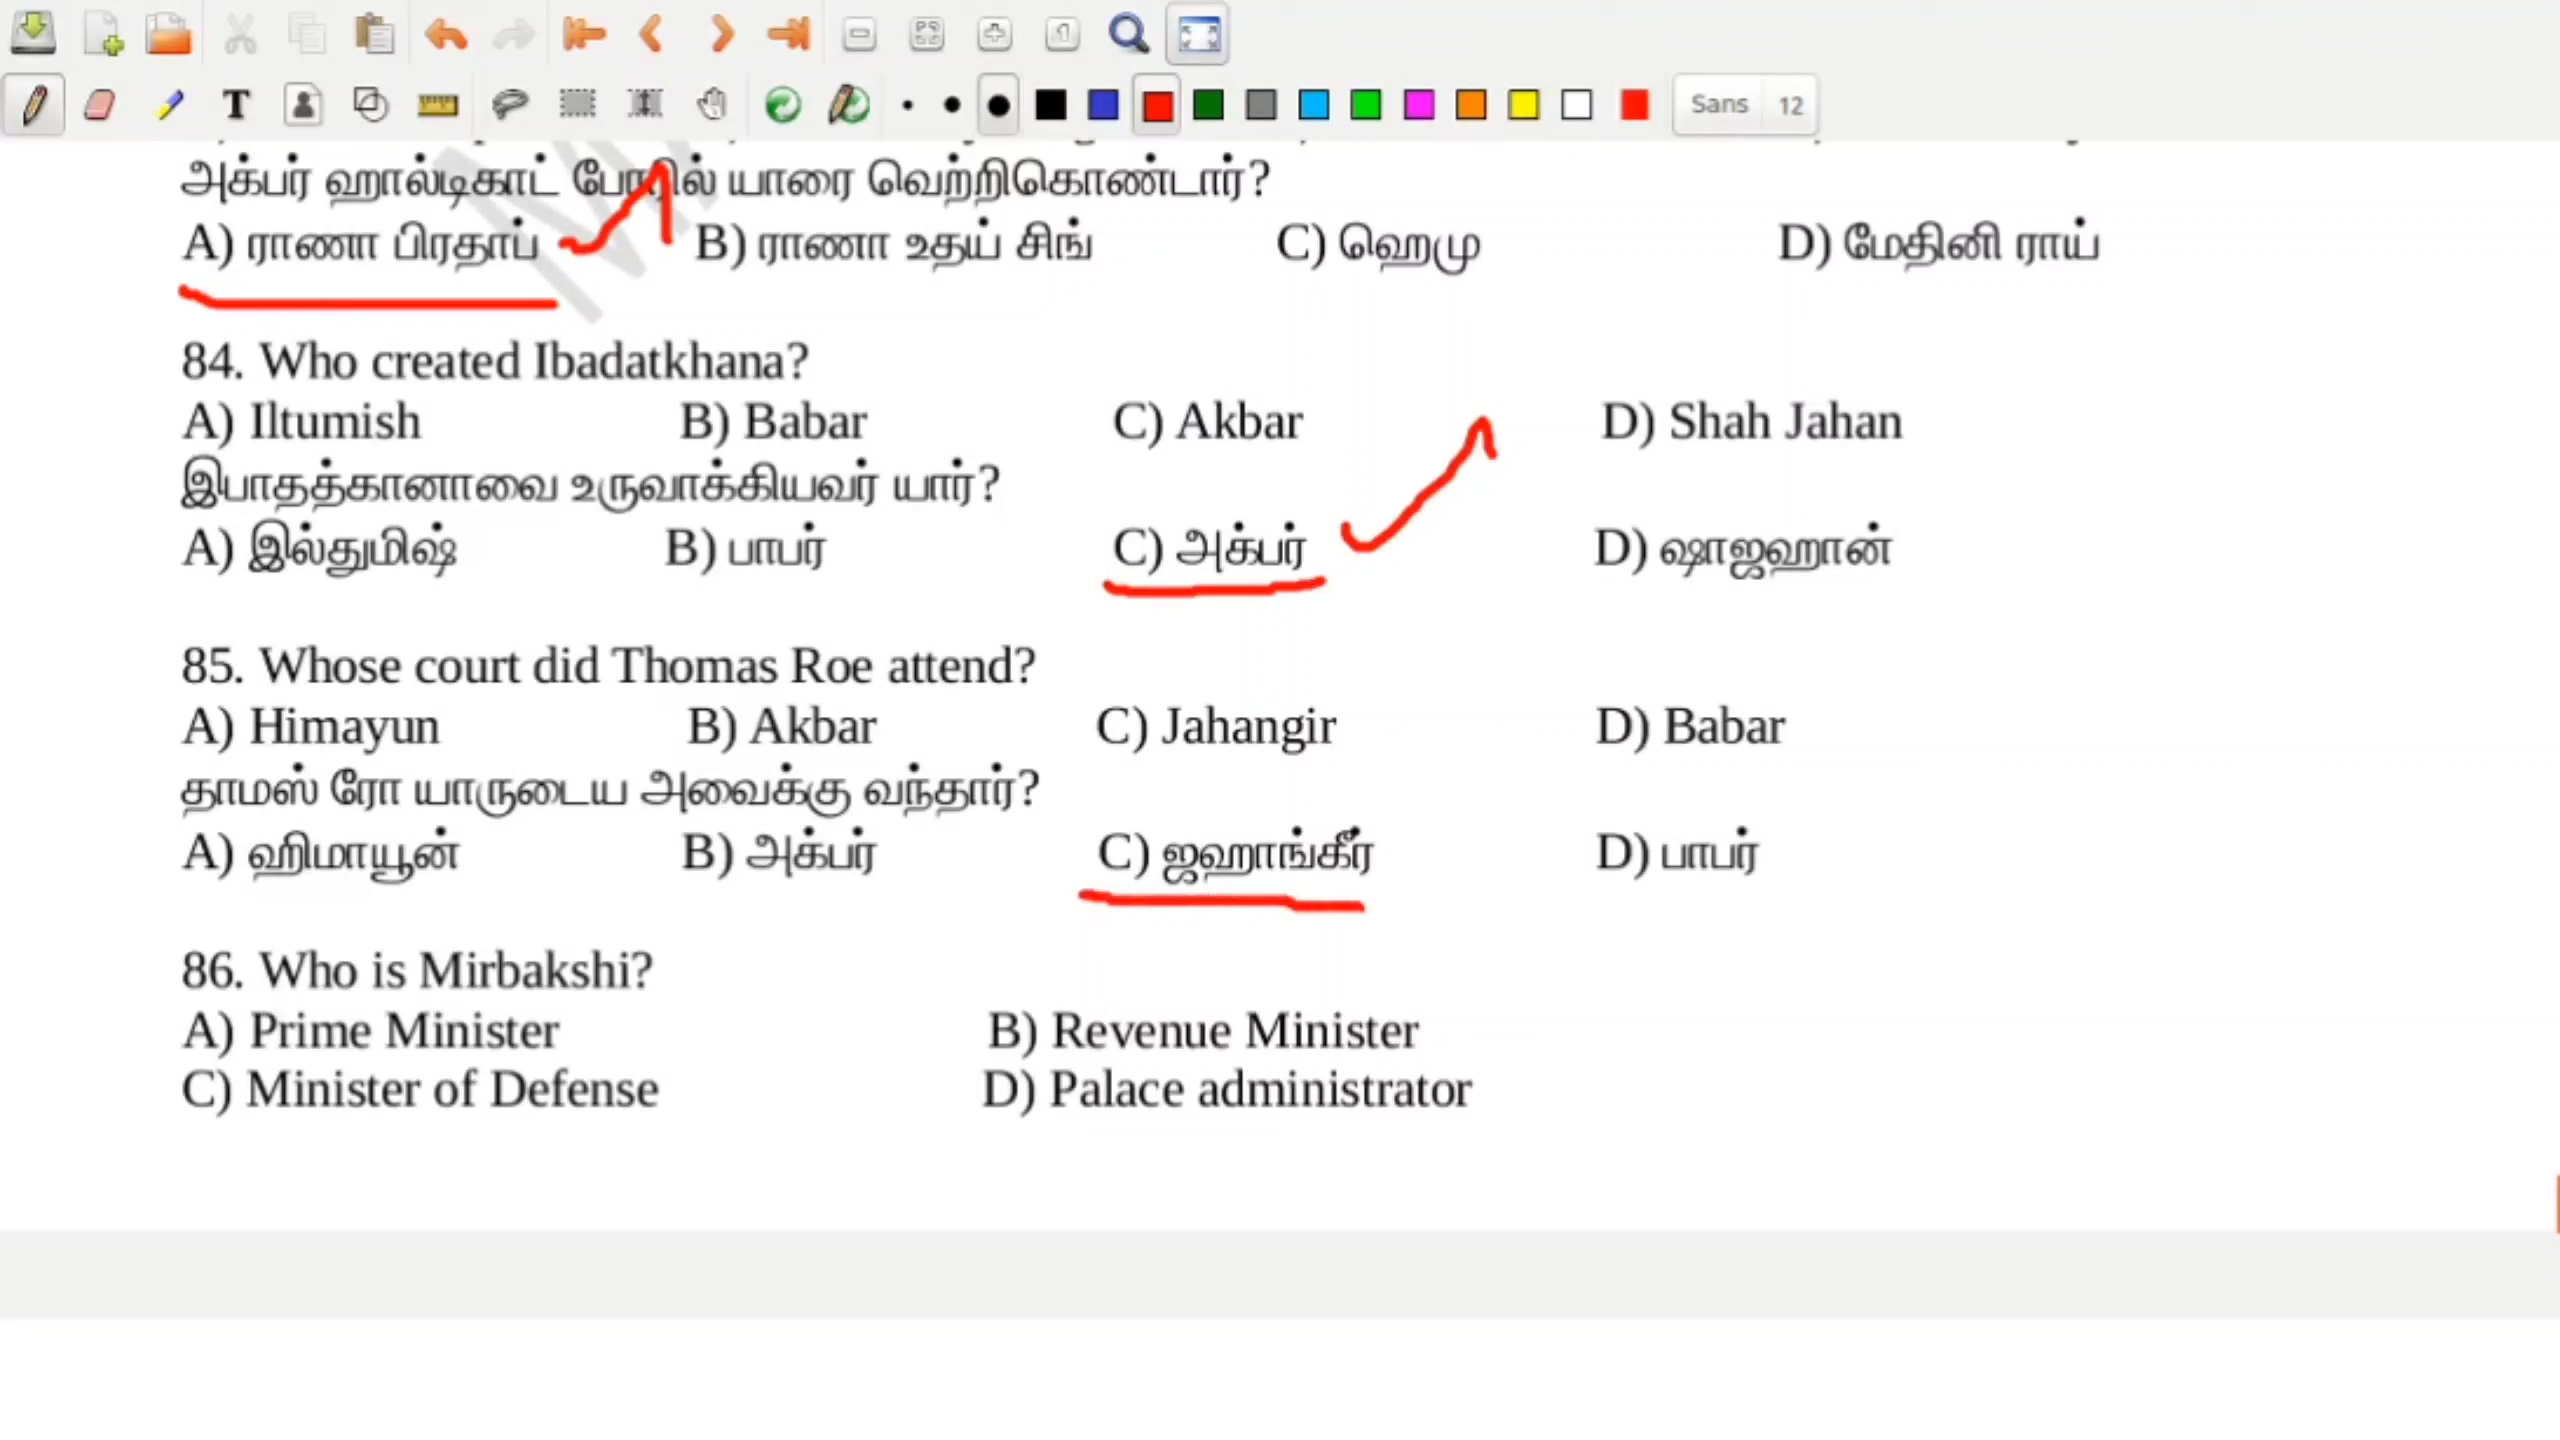 Sans 12
அக்பர் ஹால்டிகாட் போரில் யாரை வெற்றிகொண்டார்?
A) ராணா பிரதாப் B) ராணா உதய் சிங் C) ஹெமு D) மேதினி ராய்
84. Who created Ibadatkhana?
A) Iltumish B) Babar C) Akbar D) Shah Jahan
இபாதத்கானாவை உருவாக்கியவர் யார்?
A) இல்துமிஷ் B) பாபர் C) அக்பர் D) ஷாஜஹான்
85. Whose court did Thomas Roe attend?
A) Himayun B) Akbar C) Jahangir D) Babar
தாமஸ் ரோ யாருடைய அவைக்கு வந்தார்?
A) ஹிமாயூன் B) அக்பர் C) ஜஹாங்கீர் D) பாபர்
86. Who is Mirbakshi?
A) Prime Minister B) Revenue Minister
C) Minister of Defense D) Palace administrator